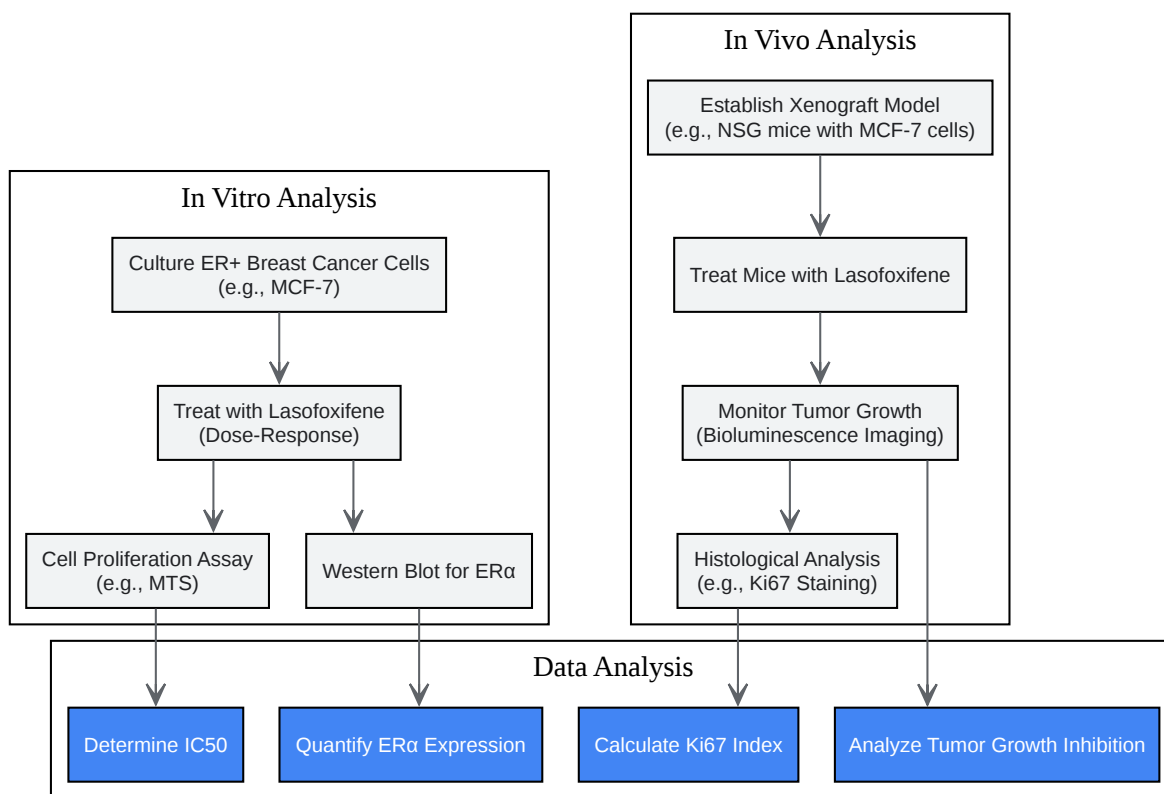 In Vitro Analysis
Culture ER+ Breast Cancer Cells
(e.g., MCF-7)
Treat with Lasofoxifene
(Dose-Response)
Cell Proliferation Assay
(e.g., MTS)
Western Blot for ERα
In Vivo Analysis
Establish Xenograft Model
(e.g., NSG mice with MCF-7 cells)
Treat Mice with Lasofoxifene
Monitor Tumor Growth
(Bioluminescence Imaging)
Histological Analysis
(e.g., Ki67 Staining)
Data Analysis
Determine IC50
Quantify ERα Expression
Calculate Ki67 Index
Analyze Tumor Growth Inhibition